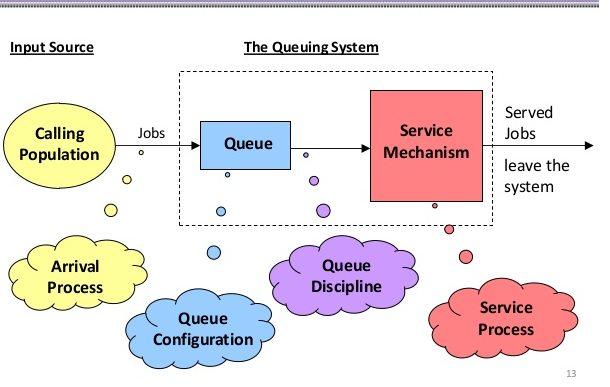 Input Source
The Queuing System
Calling
Population
Jobs
Queue
Service
Mechanism
Served
Jobs
leave the
system
Arrival
Process
Queue
Configuration
Queue
Discipline
Service
Process
13